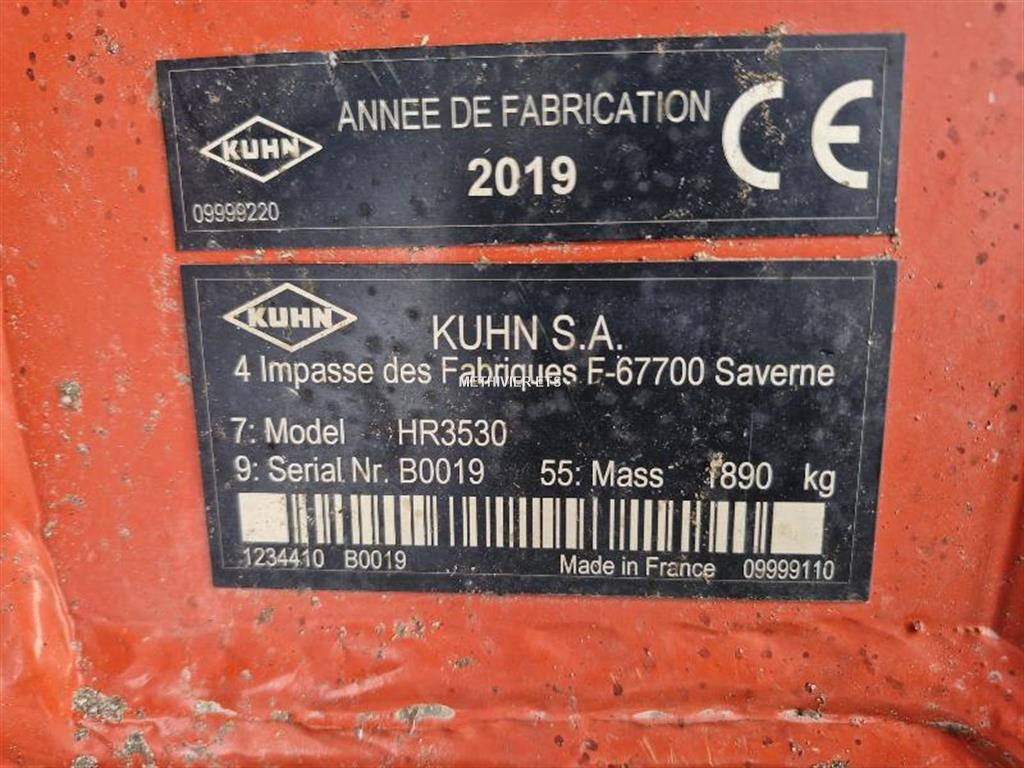 KUHN
ANNEE DE FABRICATION
2019
CE
09999220
KUHN
KUHN S.A.
4 Impasse des Fabriques F-67700 Saverne
METHIVIER ETS
7: Model HR3530
9: Serial Nr. B0019 55: Mass 1890 kg
1234410 B0019 Made in France 09999110